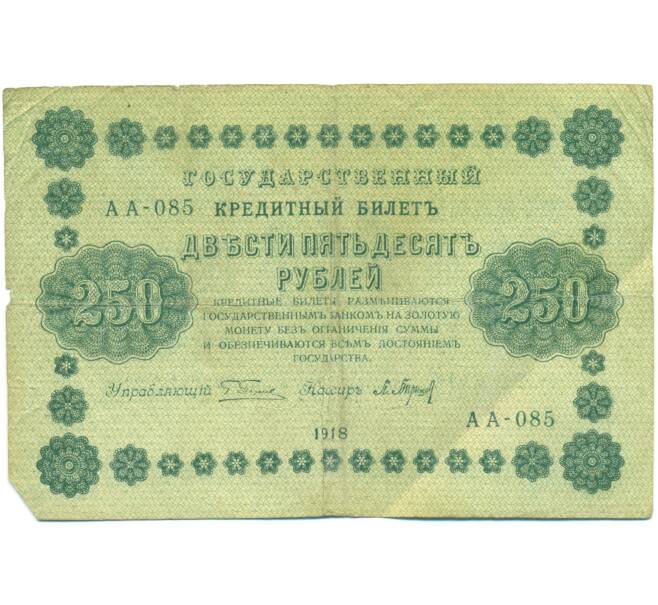 ГОСУДАРСТВЕННЫЙ
АА-085 КРЕДИТНЫЙ БИЛЕТЪ
ДВѢСТИ ПЯТЬДЕСЯТЪ
РУБЛЕЙ
250 250
КРЕДИТНЫЕ БИЛЕТЫ РАЗМѢНИВАЮТСЯ
ГОСУДАРСТВЕННЫМЪ БАНКОМЪ НА ЗОЛОТУЮ
МОНЕТУ БЕЗЪ ОГРАНИЧЕНІЯ СУММЫ
И ОБЕЗПЕЧИВАЮТСЯ ВСѢМЪ ДОСТОЯНІЕМЪ
ГОСУДАРСТВА.
Управляющій Кассиръ
АА-085
1918